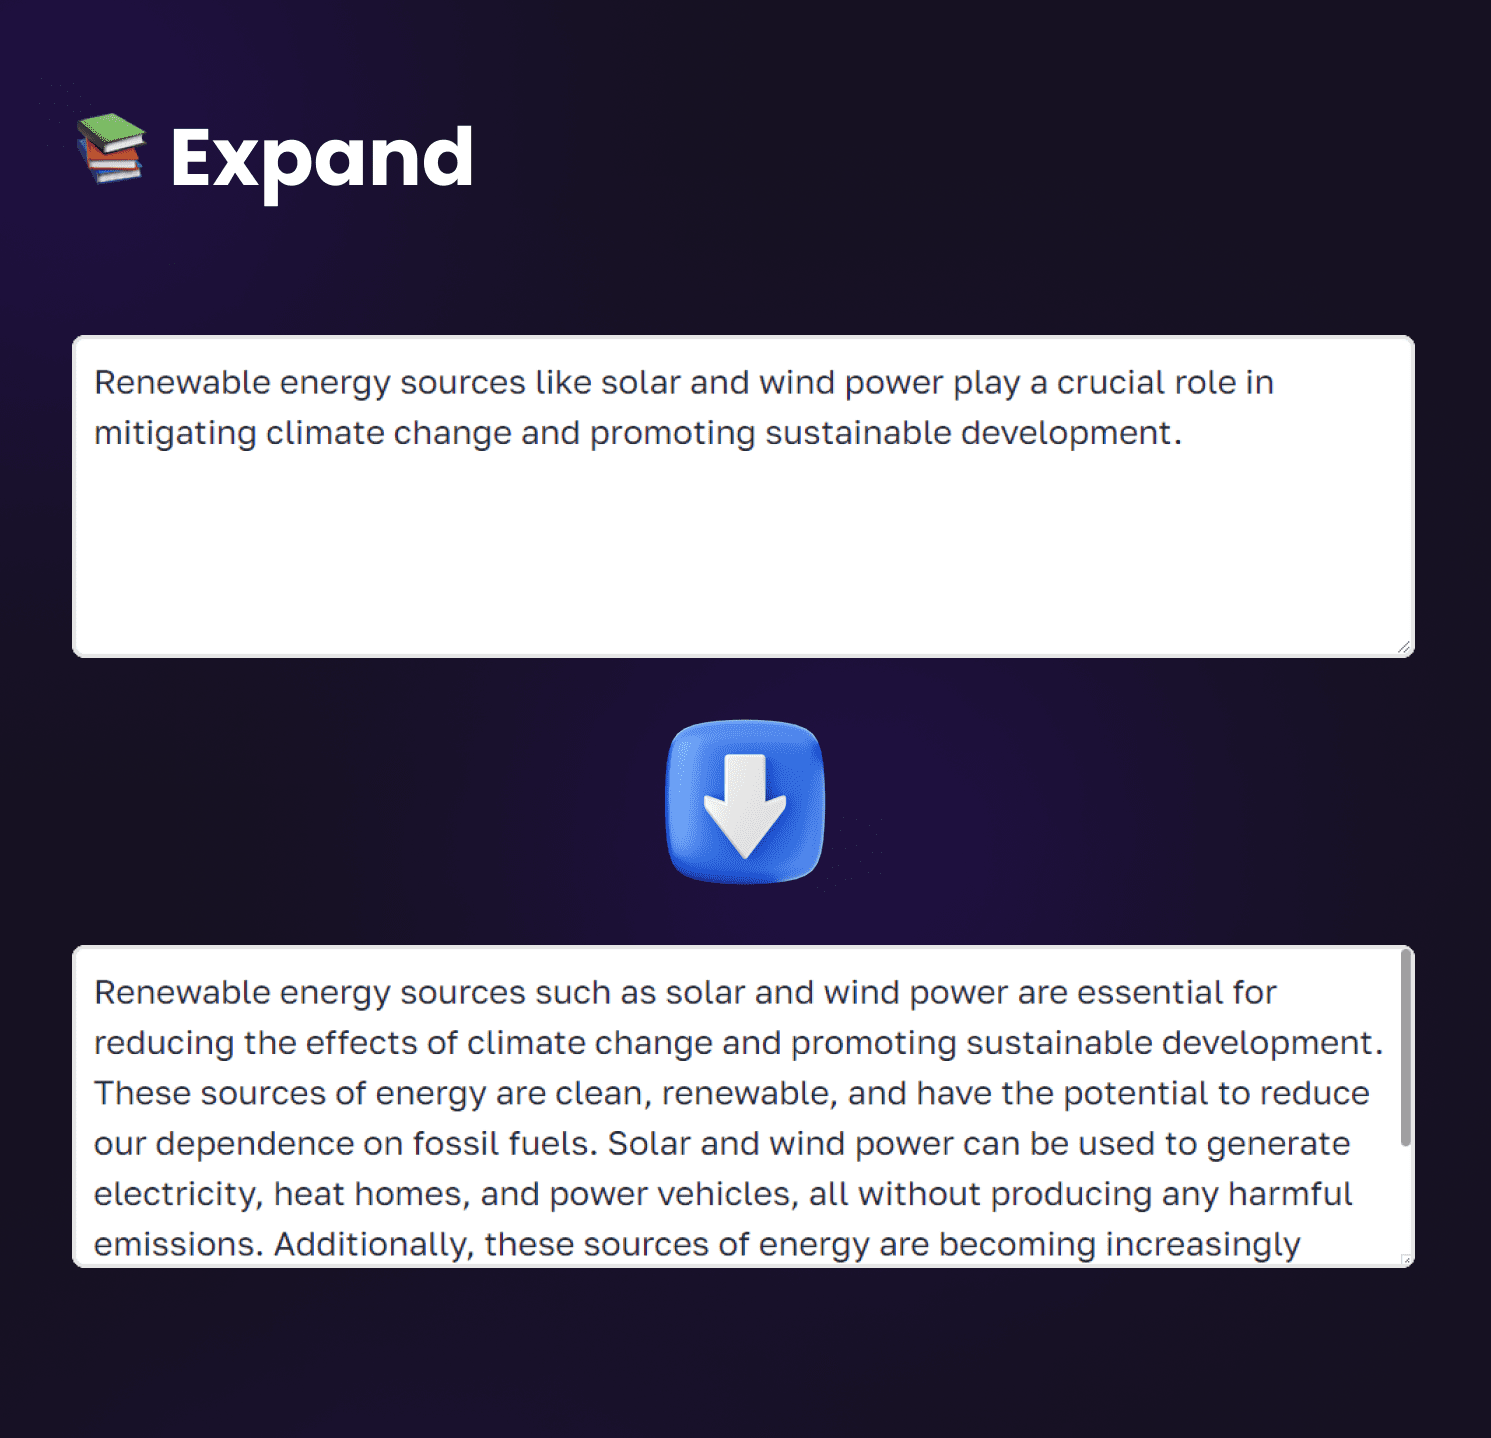 Expand
Renewable energy sources like solar and wind power play a crucial role in
mitigating climate change and promoting sustainable development.
Renewable energy sources such as solar and wind power are essential for
reducing the effects of climate change and promoting sustainable development.
These sources of energy are clean, renewable, and have the potential to reduce
our dependence on fossil fuels. Solar and wind power can be used to generate
electricity, heat homes, and power vehicles, all without producing any harmful
emissions. Additionally, these sources of energy are becoming increasingly